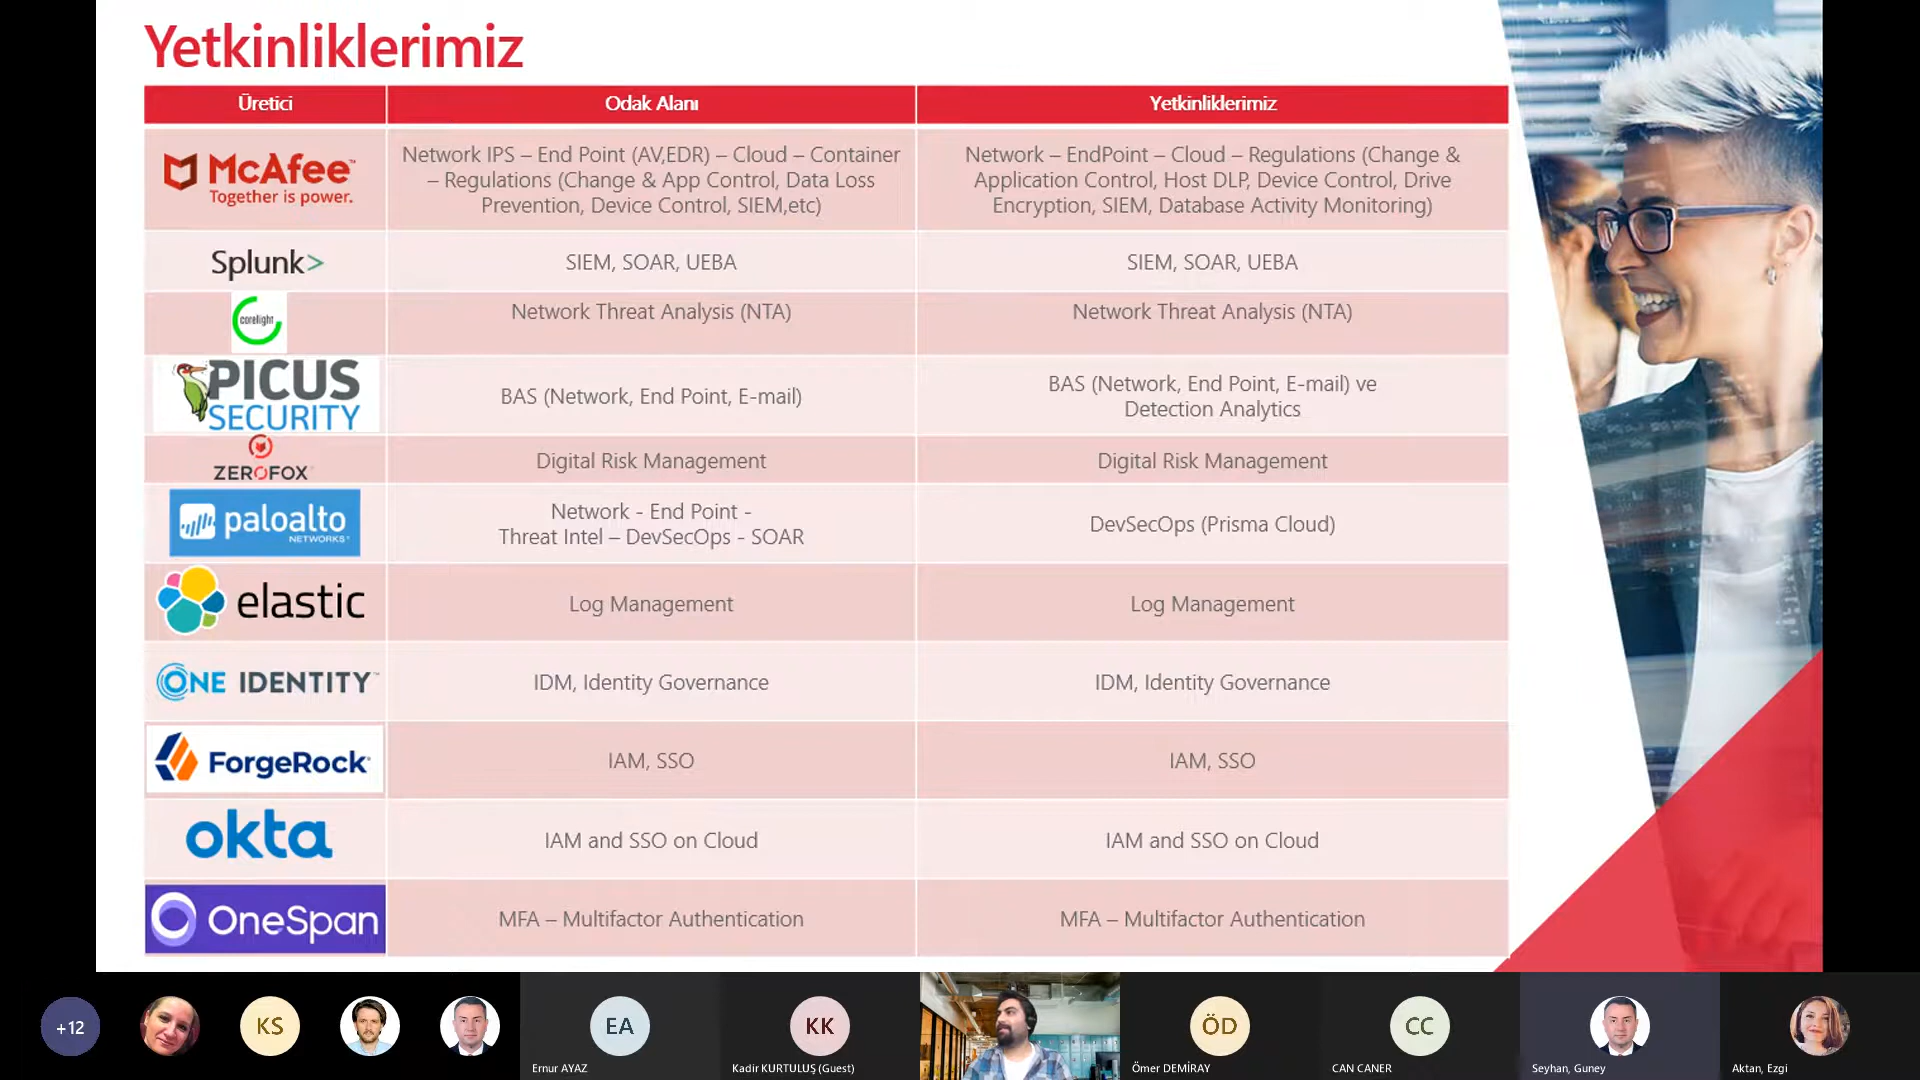 Yetkinliklerimiz
Üretici
Odak Alanı
Yetkinliklerimiz
McAfee™
Together is power.
Network IPS – End Point (AV,EDR) – Cloud – Container
– Regulations (Change & App Control, Data Loss
Prevention, Device Control, SIEM,etc)
Network – EndPoint – Cloud – Regulations (Change &
Application Control, Host DLP, Device Control, Drive
Encryption, SIEM, Database Activity Monitoring)
Splunk>
SIEM, SOAR, UEBA
SIEM, SOAR, UEBA
corelight
Network Threat Analysis (NTA)
Network Threat Analysis (NTA)
PICUS
SECURITY
BAS (Network, End Point, E-mail)
BAS (Network, End Point, E-mail) ve
Detection Analytics
ZEROFOX
Digital Risk Management
Digital Risk Management
paloalto
NETWORKS
Network - End Point -
Threat Intel – DevSecOps - SOAR
DevSecOps (Prisma Cloud)
elastic
Log Management
Log Management
ONE IDENTITY™
IDM, Identity Governance
IDM, Identity Governance
ForgeRock
IAM, SSO
IAM, SSO
okta
IAM and SSO on Cloud
IAM and SSO on Cloud
OneSpan
MFA – Multifactor Authentication
MFA – Multifactor Authentication
+12
KS
EA
Ernur AYAZ
KK
Kadir KURTULUŞ (Guest)
ÖD
Ömer DEMİRAY
CC
CAN CANER
Seyhan, Guney
Aktan, Ezgi